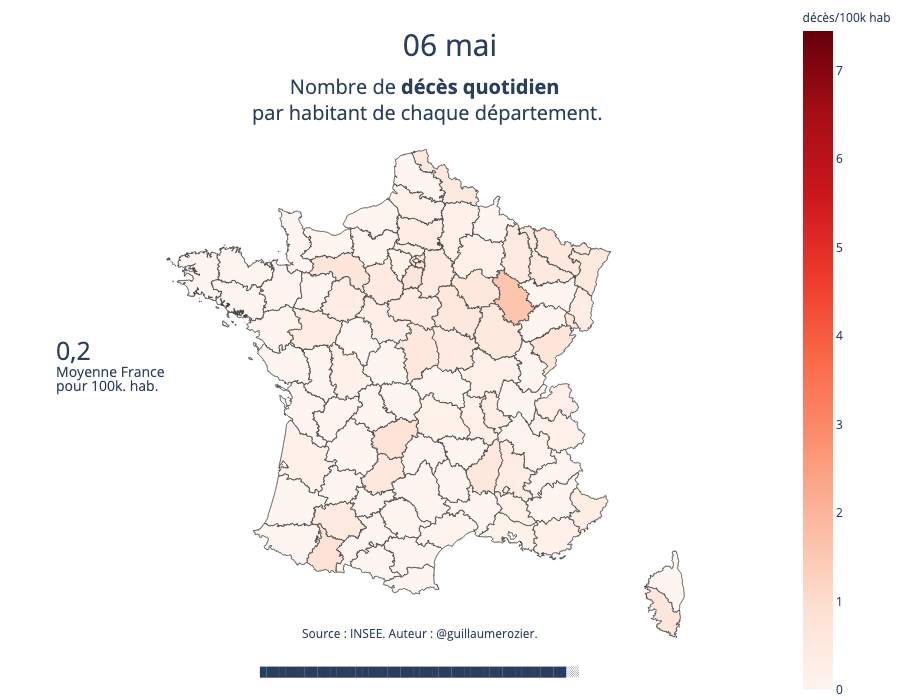 décès/100k hab
06 mai
Nombre de décès quotidien
par habitant de chaque département.
7
6
5
4
3
2
1
0
0,2
Moyenne France
pour 100k. hab.
Source : INSEE. Auteur : @guillaumerozier.